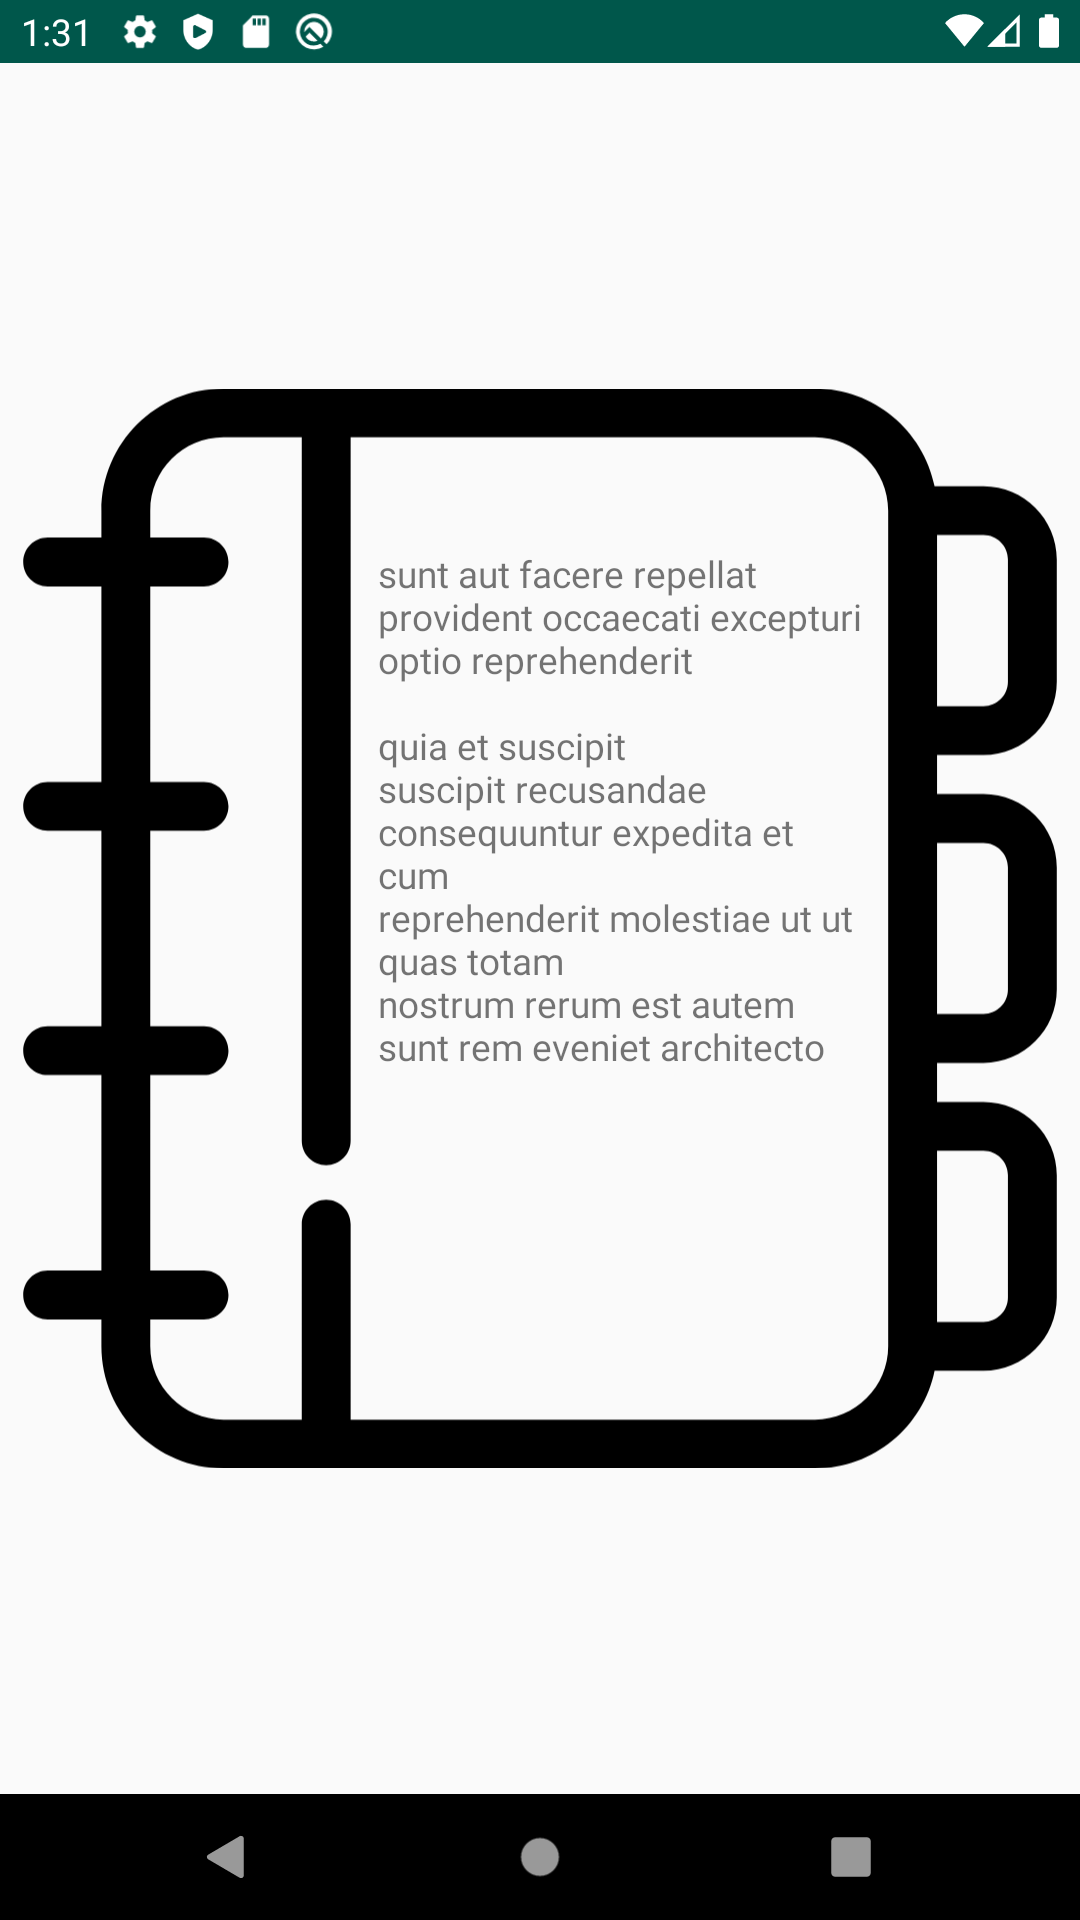 1:31
sunt aut facere repellat
provident occaecati excepturi
optio reprehenderit
quia et suscipit
suscipit recusandae
consequuntur expedita et
cum
reprehenderit molestiae ut ut
quas totam
nostrum rerum est autem
sunt rem eveniet architecto